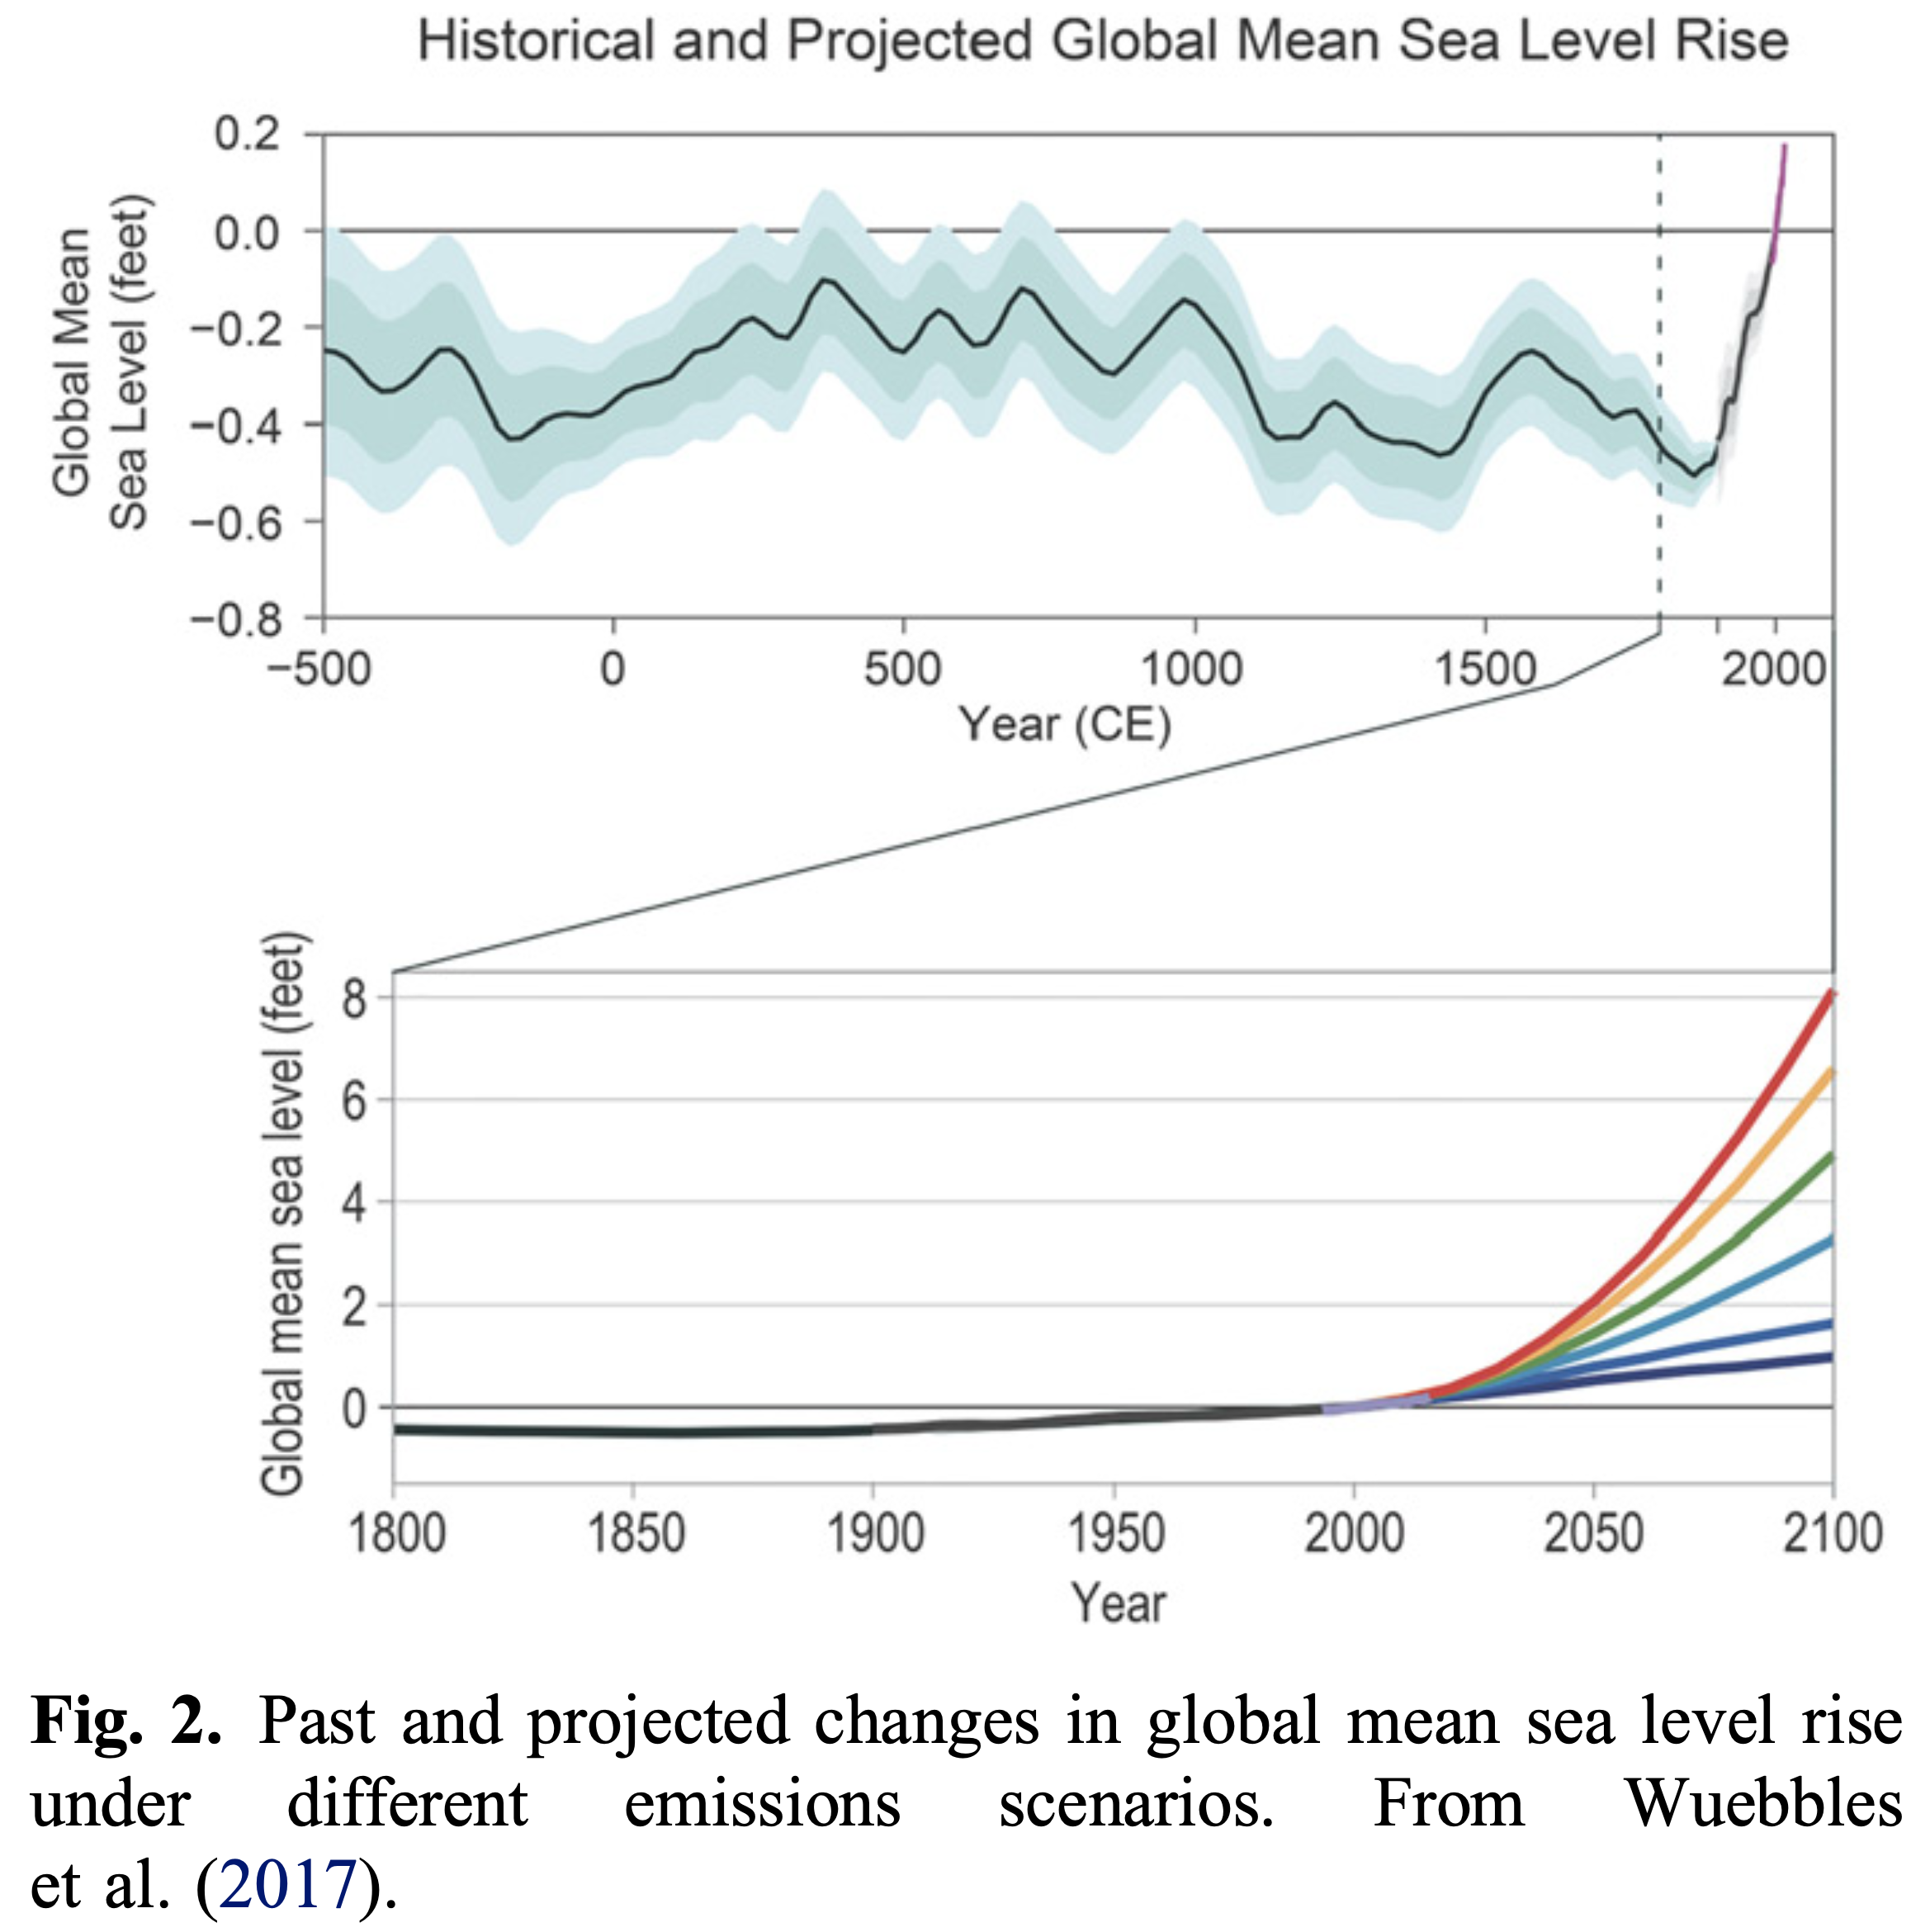 Historical and Projected Global Mean Sea Level Rise
Global Mean
Sea Level (feet)
0.2
0.0
−0.2
−0.4
−0.6
−0.8
−500 0 500 1000 1500 2000
Year (CE)
Global mean sea level (feet)
8
6
4
2
0
1800 1850 1900 1950 2000 2050 2100
Year
Fig. 2. Past and projected changes in global mean sea level rise
under different emissions scenarios. From Wuebbles
et al. (2017).